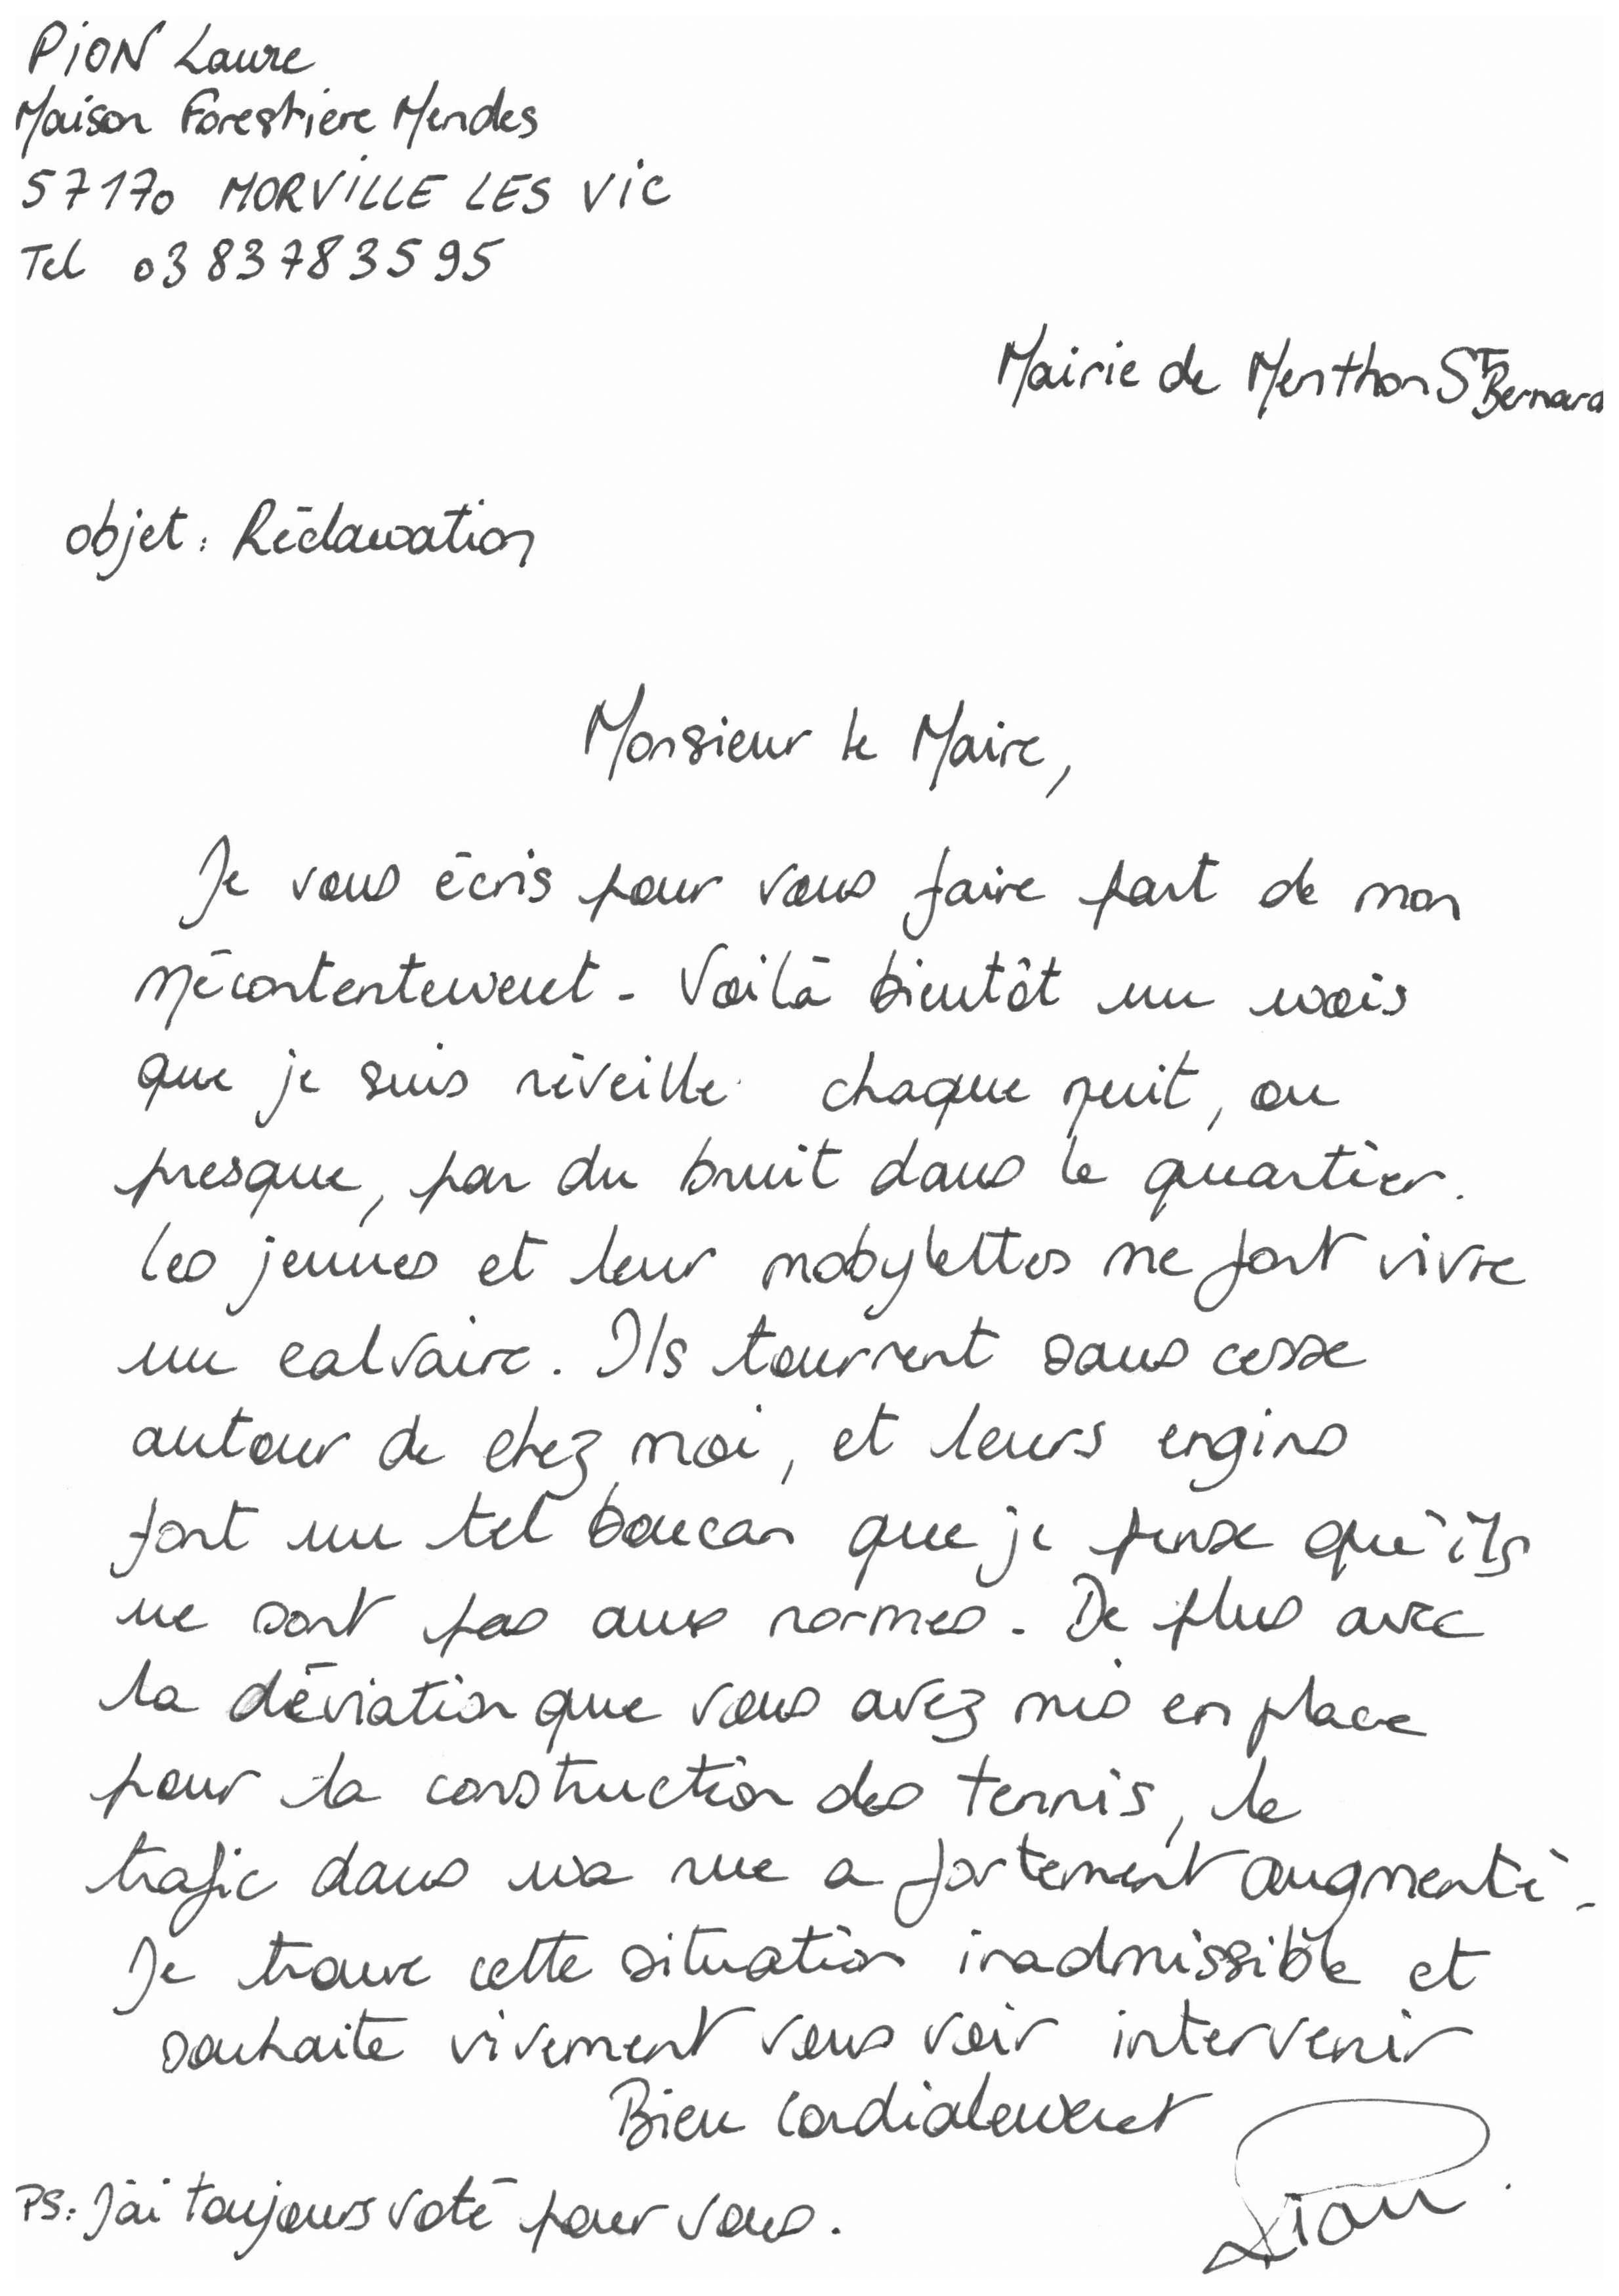 PiON Laure
Maison Forestiere Mendes
57170 MORVILLE LES VIC
Tel 03 83 78 35 95
Mairie de Menthon ST Bernard
objet : Réclamation
Monsieur le Maire,
Je vous écris pour vous faire part de mon
mécontentement - Voilà bientôt un mois
que je suis réveille chaque nuit, ou
presque, par du bruit dans le quartier.
Les jeunes et leur mobylettes me font vivre
un calvaire. Ils tournent sans cesse
autour de chez moi, et leurs engins
font un tel boucan que je pense qu'ils
ne sont pas aux normes. De plus avec
la déviation que vous avez mis en place
pour la construction des tennis, le
trafic dans ma rue a fortement augmenté.
Je trouve cette situation inadmissible et
souhaite vivement vous voir intervenir
Bien Cordialement
PS: J'ai toujours voté pour vous.
Pion